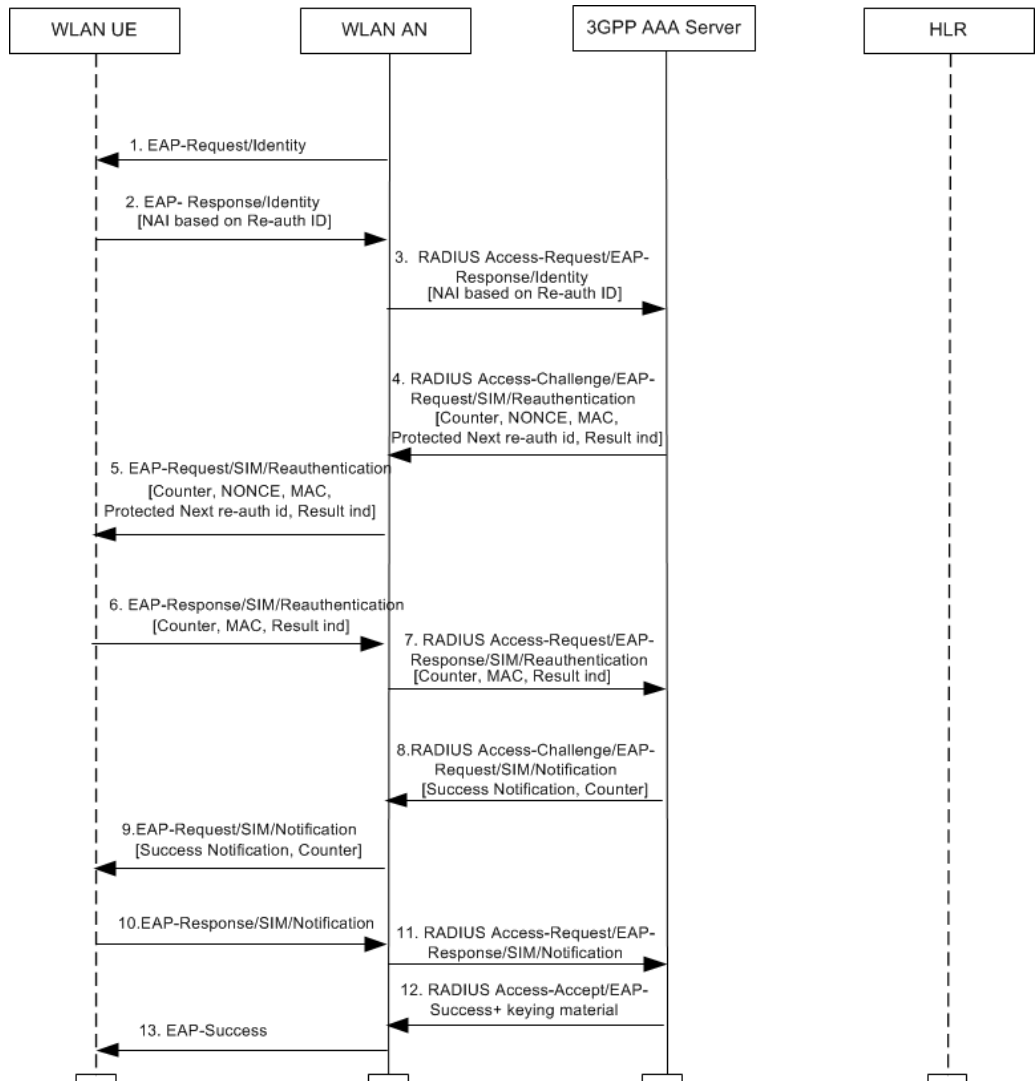 WLAN UE
WLAN AN
3GPP AAA Server
HLR
1. EAP-Request/Identity
2. EAP- Response/Identity
[NAI based on Re-auth ID]
3. RADIUS Access-Request/EAP-
Response/Identity
[NAI based on Re-auth ID]
4. RADIUS Access-Challenge/EAP-
Request/SIM/Reauthentication
[Counter, NONCE, MAC,
Protected Next re-auth id, Result ind]
5. EAP-Request/SIM/Reauthentication
[Counter, NONCE, MAC,
Protected Next re-auth id, Result ind]
6. EAP-Response/SIM/Reauthentication
[Counter, MAC, Result ind]
7. RADIUS Access-Request/EAP-
Response/SIM/Reauthentication
[Counter, MAC, Result ind]
8.RADIUS Access-Challenge/EAP-
Request/SIM/Notification
[Success Notification, Counter]
9.EAP-Request/SIM/Notification
[Success Notification, Counter]
10.EAP-Response/SIM/Notification
11. RADIUS Access-Request/EAP-
Response/SIM/Notification
12. RADIUS Access-Accept/EAP-
Success+ keying material
13. EAP-Success